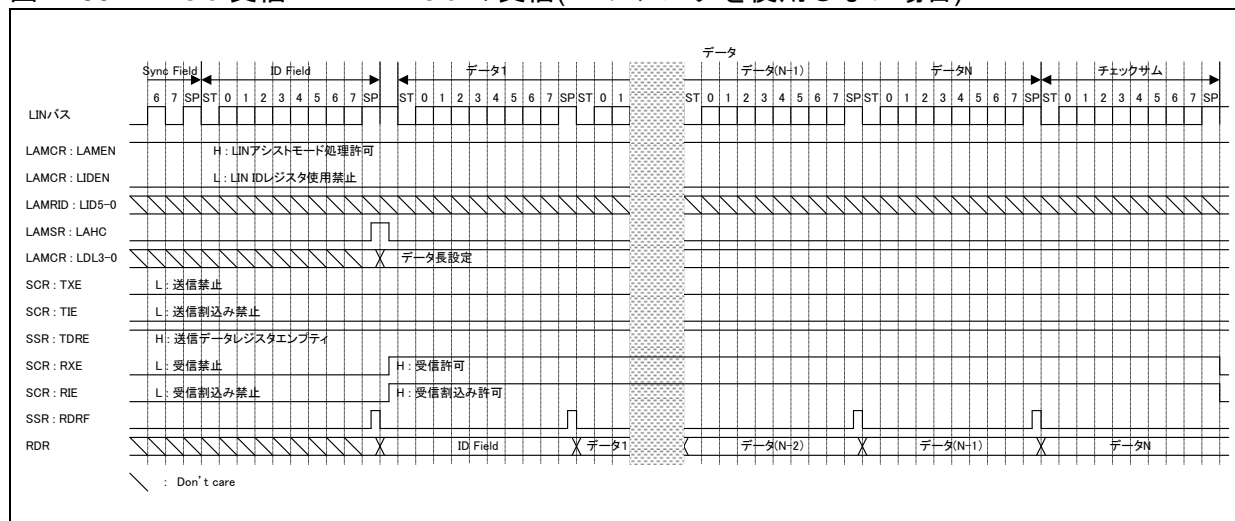 データ
Sync Field ID Field データ1 データ(N-1) データN チェックサム
6 7 SP ST 0 1 2 3 4 5 6 7 SP ST 0 1 2 3 4 5 6 7 SP ST 0 1 ST 0 1 2 3 4 5 6 7 SP ST 0 1 2 3 4 5 6 7 SP ST 0 1 2 3 4 5 6 7 SP
LINバス
LAMCR : LAMEN H : LINアシストモード処理許可
LAMCR : LIDEN L : LIN IDレジスタ使用禁止
LAMRID : LID5-0
LAMSR : LAHC
LAMCR : LDL3-0 データ長設定
SCR : TXE L : 送信禁止
SCR : TIE L : 送信割込み禁止
SSR : TDRE H : 送信データレジスタエンプティ
SCR : RXE L : 受信禁止 H : 受信許可
SCR : RIE L : 受信割込み禁止 H : 受信割込み許可
SSR : RDRF
RDR ID Field データ1 データ(N-2) データ(N-1) データN
: Don't care